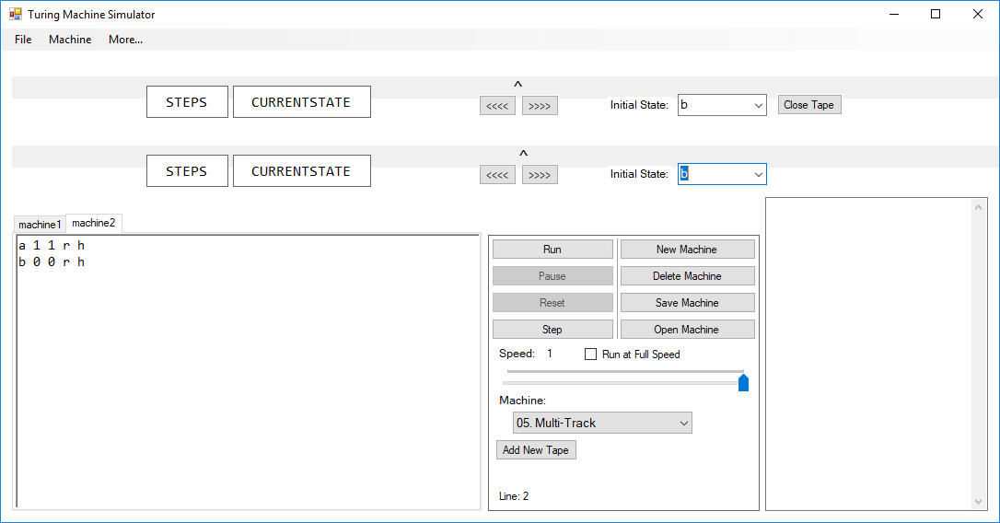 Turing Machine Simulator
File Machine More...
^
STEPS CURRENTSTATE <<<< >>>> Initial State: b Close Tape
^
STEPS CURRENTSTATE <<<< >>>> Initial State: b
machine1 machine2
a 1 1 r h
b 0 0 r h
Run New Machine
Pause Delete Machine
Reset Save Machine
Step Open Machine
Speed: 1 Run at Full Speed
Machine:
05. Multi-Track
Add New Tape
Line: 2